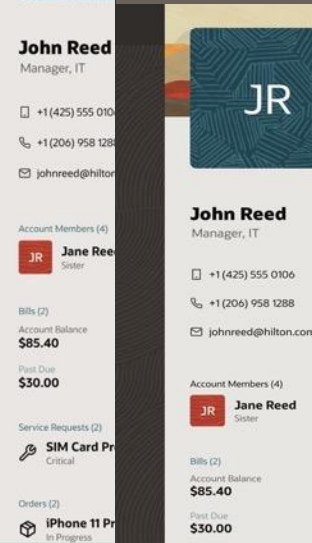 John Reed
Manager, IT
+1 (425) 555 010
+1 (206) 958 128
johnreed@hilton
Account Members (4)
JR
Jane Ree
Sister
Bills (2)
Account Balance
$85.40
Past Due
$30.00
Service Requests (2)
SIM Card Pr
Critical
Orders (2)
iPhone 11 Pr
In Progress
JR
John Reed
Manager, IT
+1 (425) 555 0106
+1 (206) 958 1288
johnreed@hilton.com
Account Members (4)
JR
Jane Reed
Sister
Bills (2)
Account Balance
$85.40
Past Due
$30.00